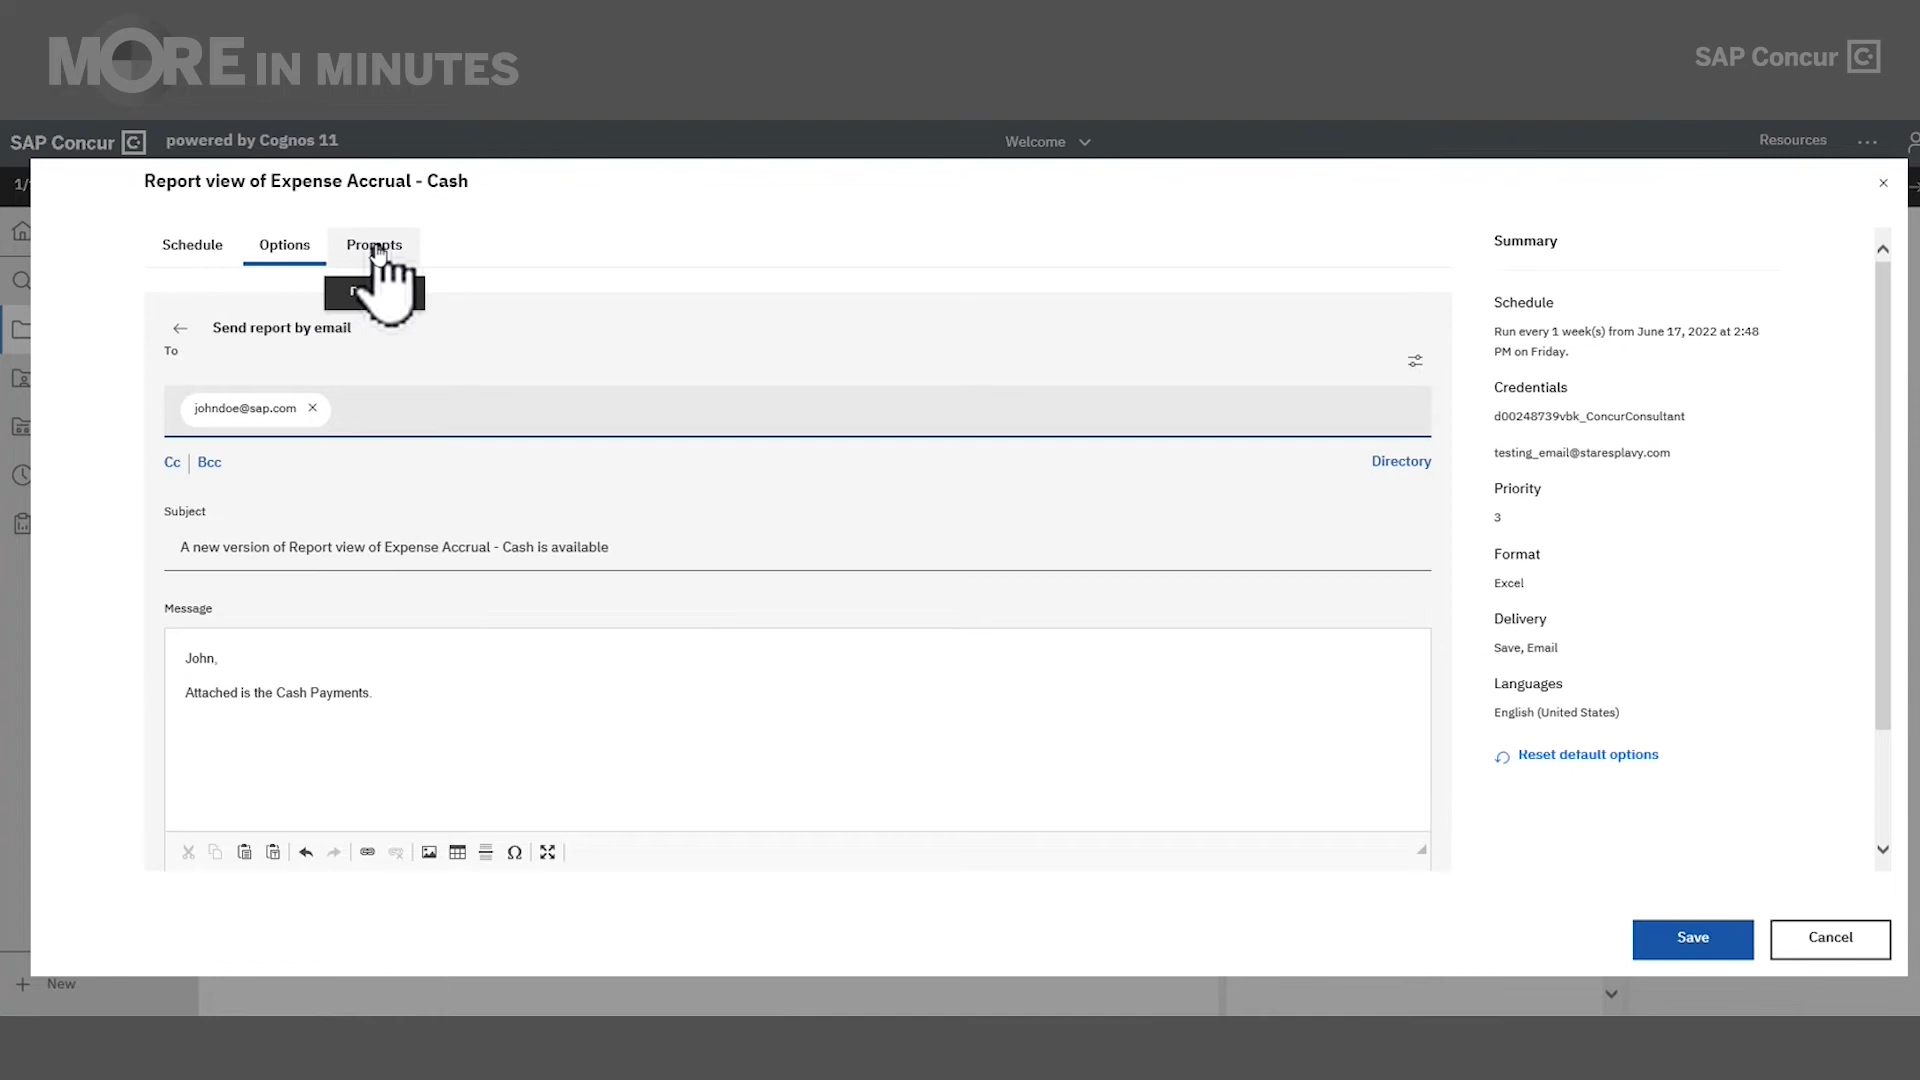 MORE IN MINUTES
SAP Concur
SAP Concur powered by Cognos 11
Welcome
Resources
1/
Report view of Expense Accrual - Cash
Schedule
Options
Prompts
Send report by email
To
johndoe@sap.com
Cc
Bcc
Directory
Subject
A new version of Report view of Expense Accrual - Cash is available
Message
John,
Attached is the Cash Payments.
Summary
Schedule
Run every 1 week(s) from June 17, 2022 at 2:48
PM on Friday.
Credentials
d00248739vbk_ConcurConsultant
testing_email@staresplavy.com
Priority
3
Format
Excel
Delivery
Save, Email
Languages
English (United States)
Reset default options
Save
Cancel
New